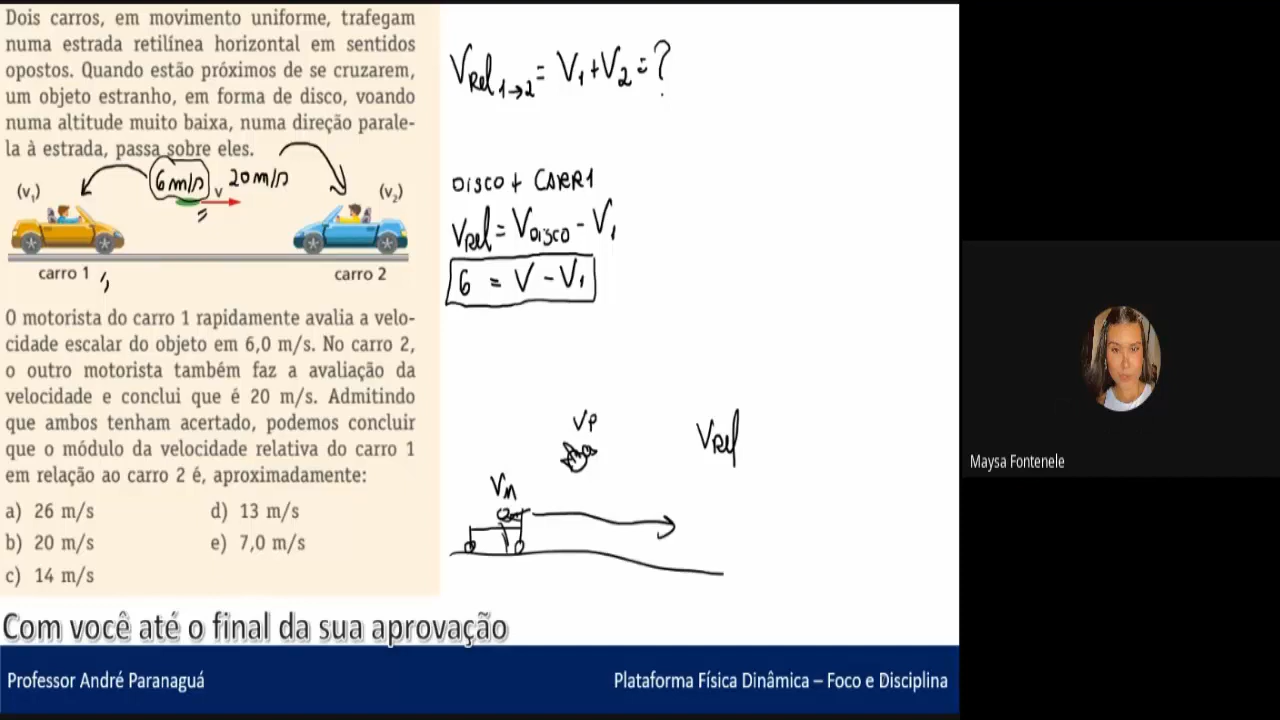 Dois carros, em movimento uniforme, trafegam
numa estrada retilínea horizontal em sentidos
opostos. Quando estão próximos de se cruzarem,
um objeto estranho, em forma de disco, voando
numa altitude muito baixa, numa direção parale-
la à estrada, passa sobre eles.
6m/s
20m/s
(v₁)
v
(v₂)
carro 1
carro 2
O motorista do carro 1 rapidamente avalia a velo-
cidade escalar do objeto em 6,0 m/s. No carro 2,
o outro motorista também faz a avaliação da
velocidade e conclui que é 20 m/s. Admitindo
que ambos tenham acertado, podemos concluir
que o módulo da velocidade relativa do carro 1
em relação ao carro 2 é, aproximadamente:
a) 26 m/s
d) 13 m/s
b) 20 m/s
e) 7,0 m/s
c) 14 m/s
VRel 1→2 = V₁+V₂ = ?
DISCO + CARR1
VRel = VDISCO - V₁
6 = V - V₁
VP
VRel
VM
Com você até o final da sua aprovação
Professor André Paranaguá
Plataforma Física Dinâmica – Foco e Disciplina
Maysa Fontenele